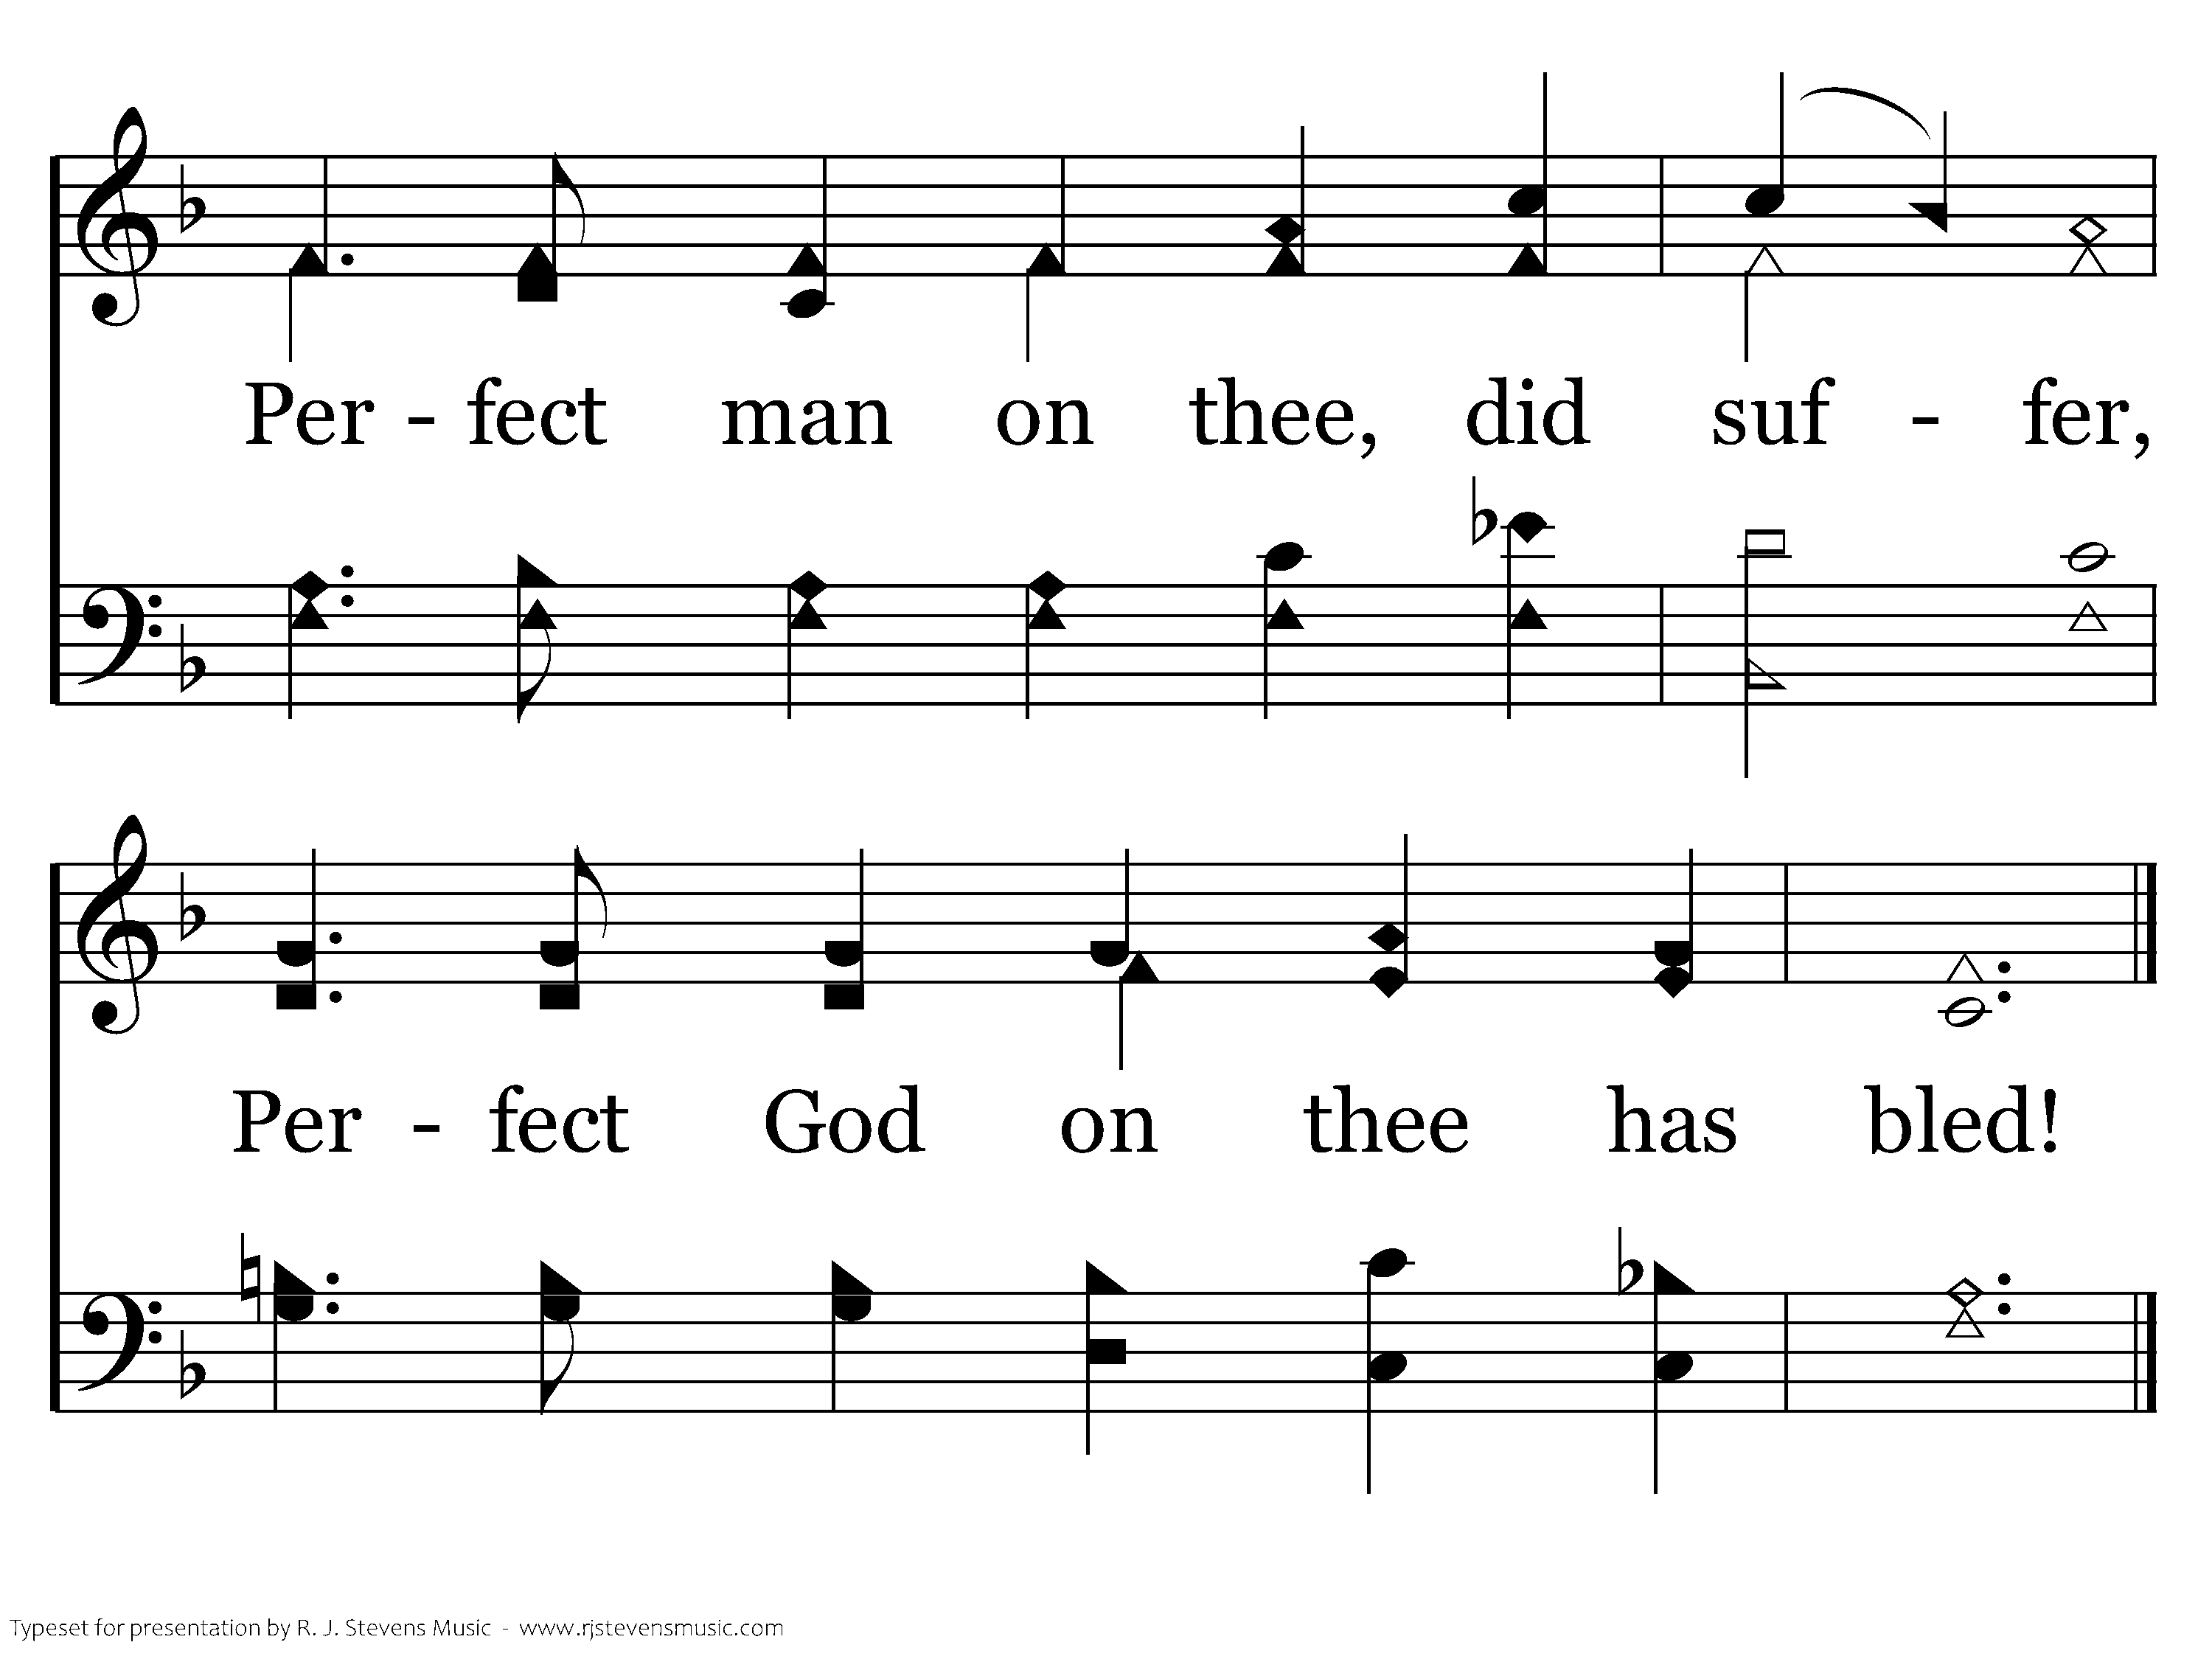 Per - fect man on thee, did suf - fer,
Per - fect God on thee has bled!
Typeset for presentation by R. J. Stevens Music - www.rjstevensmusic.com